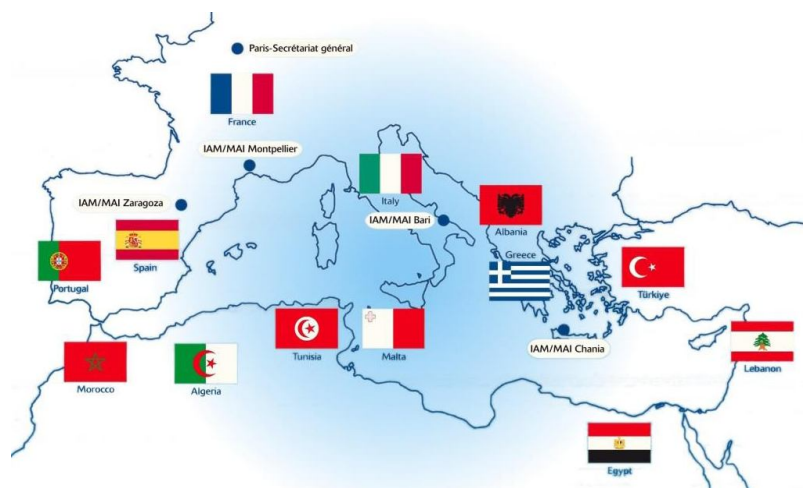 Paris-Secrétariat général
France
IAM/MAI Montpellier
IAM/MAI Zaragoza
Italy
IAM/MAI Bari
Albania
Spain
Greece
Portugal
Türkiye
Tunisia
Malta
IAM/MAI Chania
Lebanon
Morocco
Algeria
Egypt